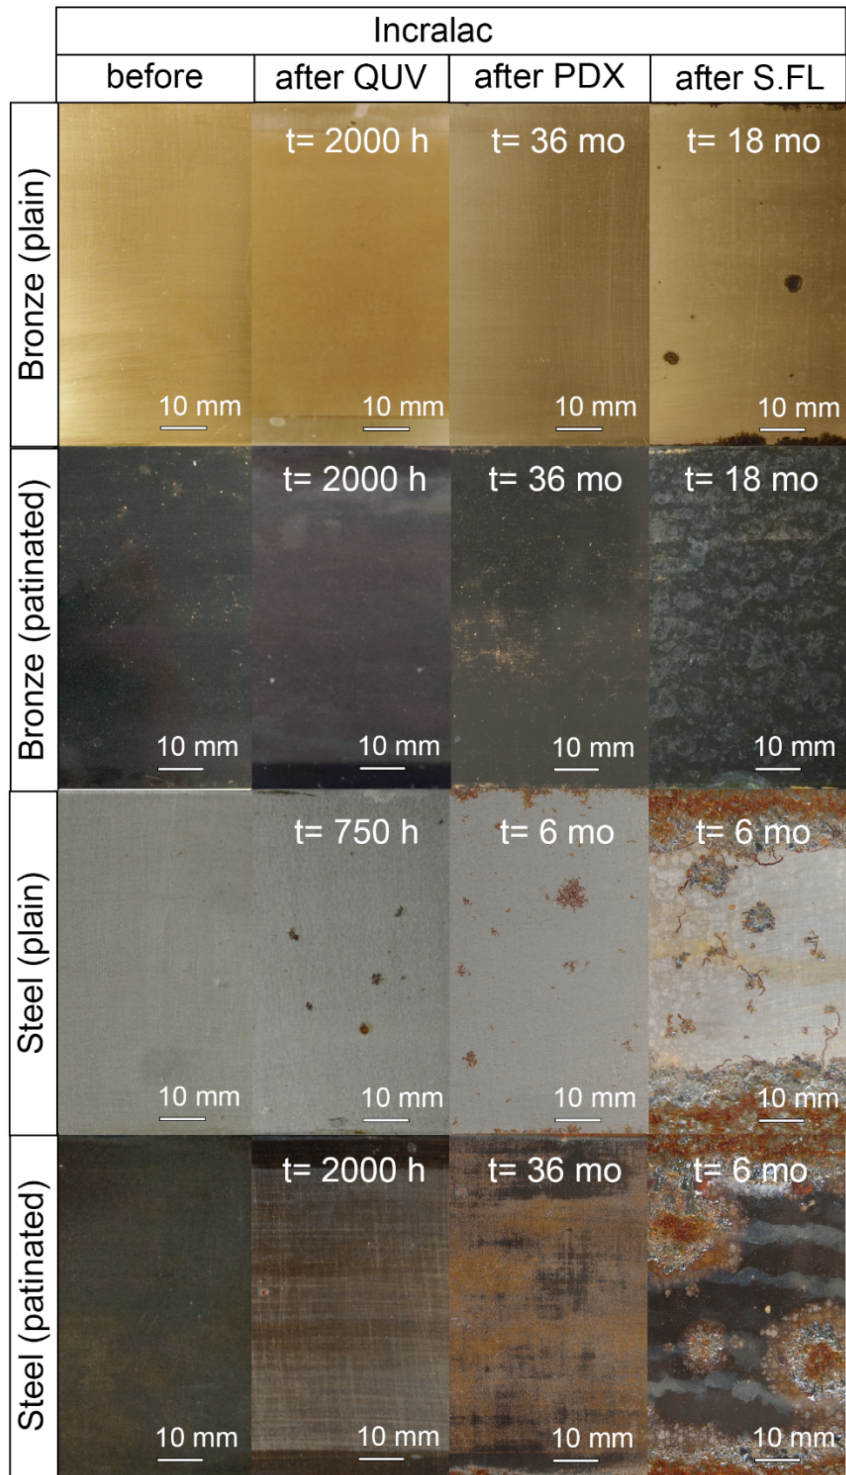 Incralac
before after QUV after PDX after S.FL
Bronze (plain)
t= 2000 h t= 36 mo t= 18 mo
10 mm 10 mm 10 mm 10 mm
Bronze (patinated)
t= 2000 h t= 36 mo t= 18 mo
10 mm 10 mm 10 mm 10 mm
Steel (plain)
t= 750 h t= 6 mo t= 6 mo
10 mm 10 mm 10 mm 10 mm
Steel (patinated)
t= 2000 h t= 36 mo t= 6 mo
10 mm 10 mm 10 mm 10 mm